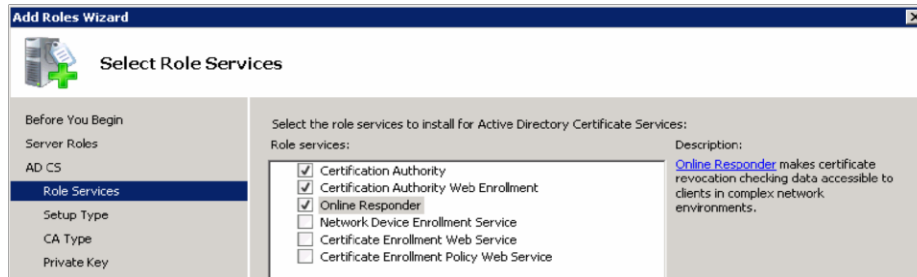 Add Roles Wizard
Select Role Services
Before You Begin
Server Roles
AD CS
Role Services
Setup Type
CA Type
Private Key
Select the role services to install for Active Directory Certificate Services:
Role services:
Certification Authority
Certification Authority Web Enrollment
Online Responder
Network Device Enrollment Service
Certificate Enrollment Web Service
Certificate Enrollment Policy Web Service
Description:
Online Responder makes certificate
revocation checking data accessible to
clients in complex network
environments.